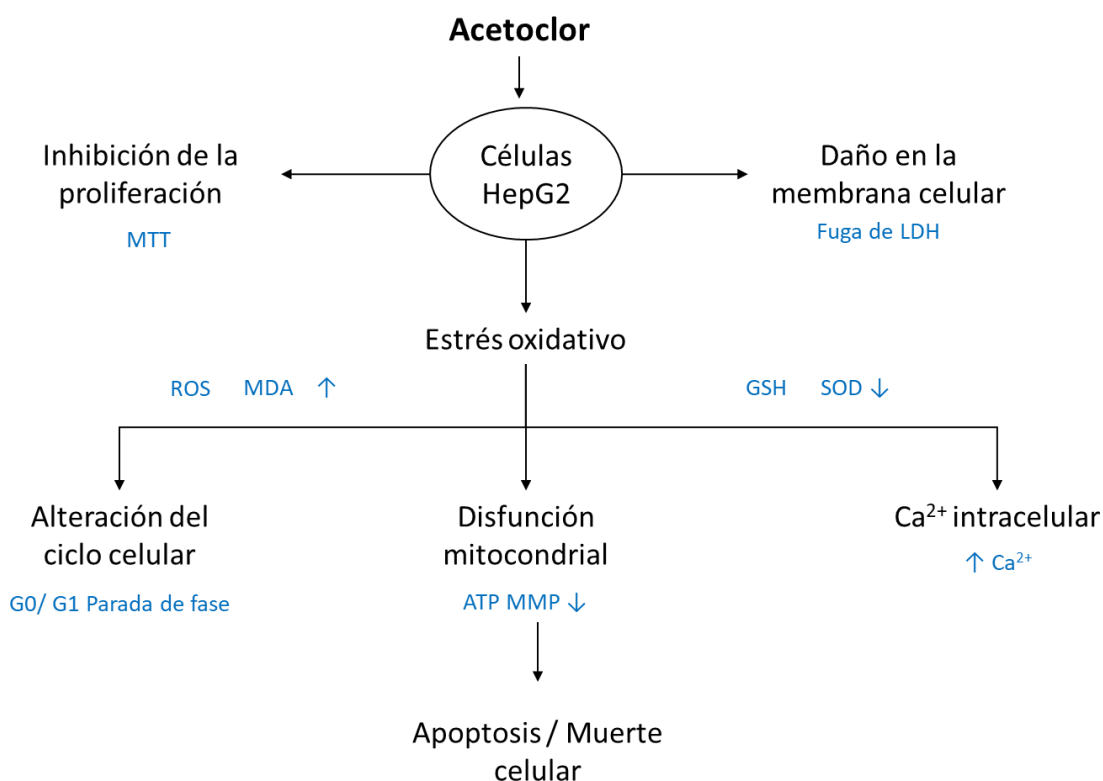 Acetoclor
Inhibición de la
proliferación
MTT
Células
HepG2
Daño en la
membrana celular
Fuga de LDH
Estrés oxidativo
ROS MDA ↑
GSH SOD ↓
Alteración del
ciclo celular
G0/ G1 Parada de fase
Disfunción
mitocondrial
ATP MMP ↓
Ca²⁺ intracelular
↑ Ca²⁺
Apoptosis / Muerte
celular